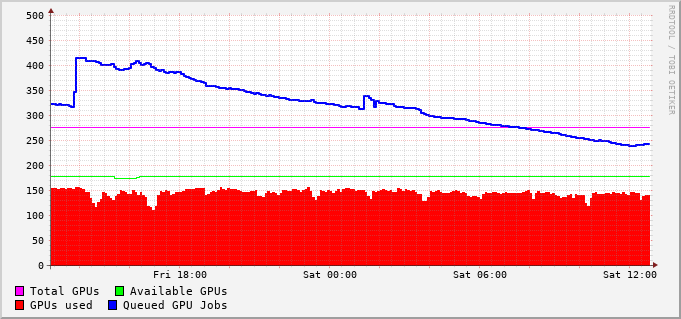 500
450
400
350
300
250
200
150
100
50
0
Fri 18:00 Sat 00:00 Sat 06:00 Sat 12:00
Total GPUs Available GPUs
GPUs used Queued GPU Jobs
RRDTOOL / TOBI OETIKER